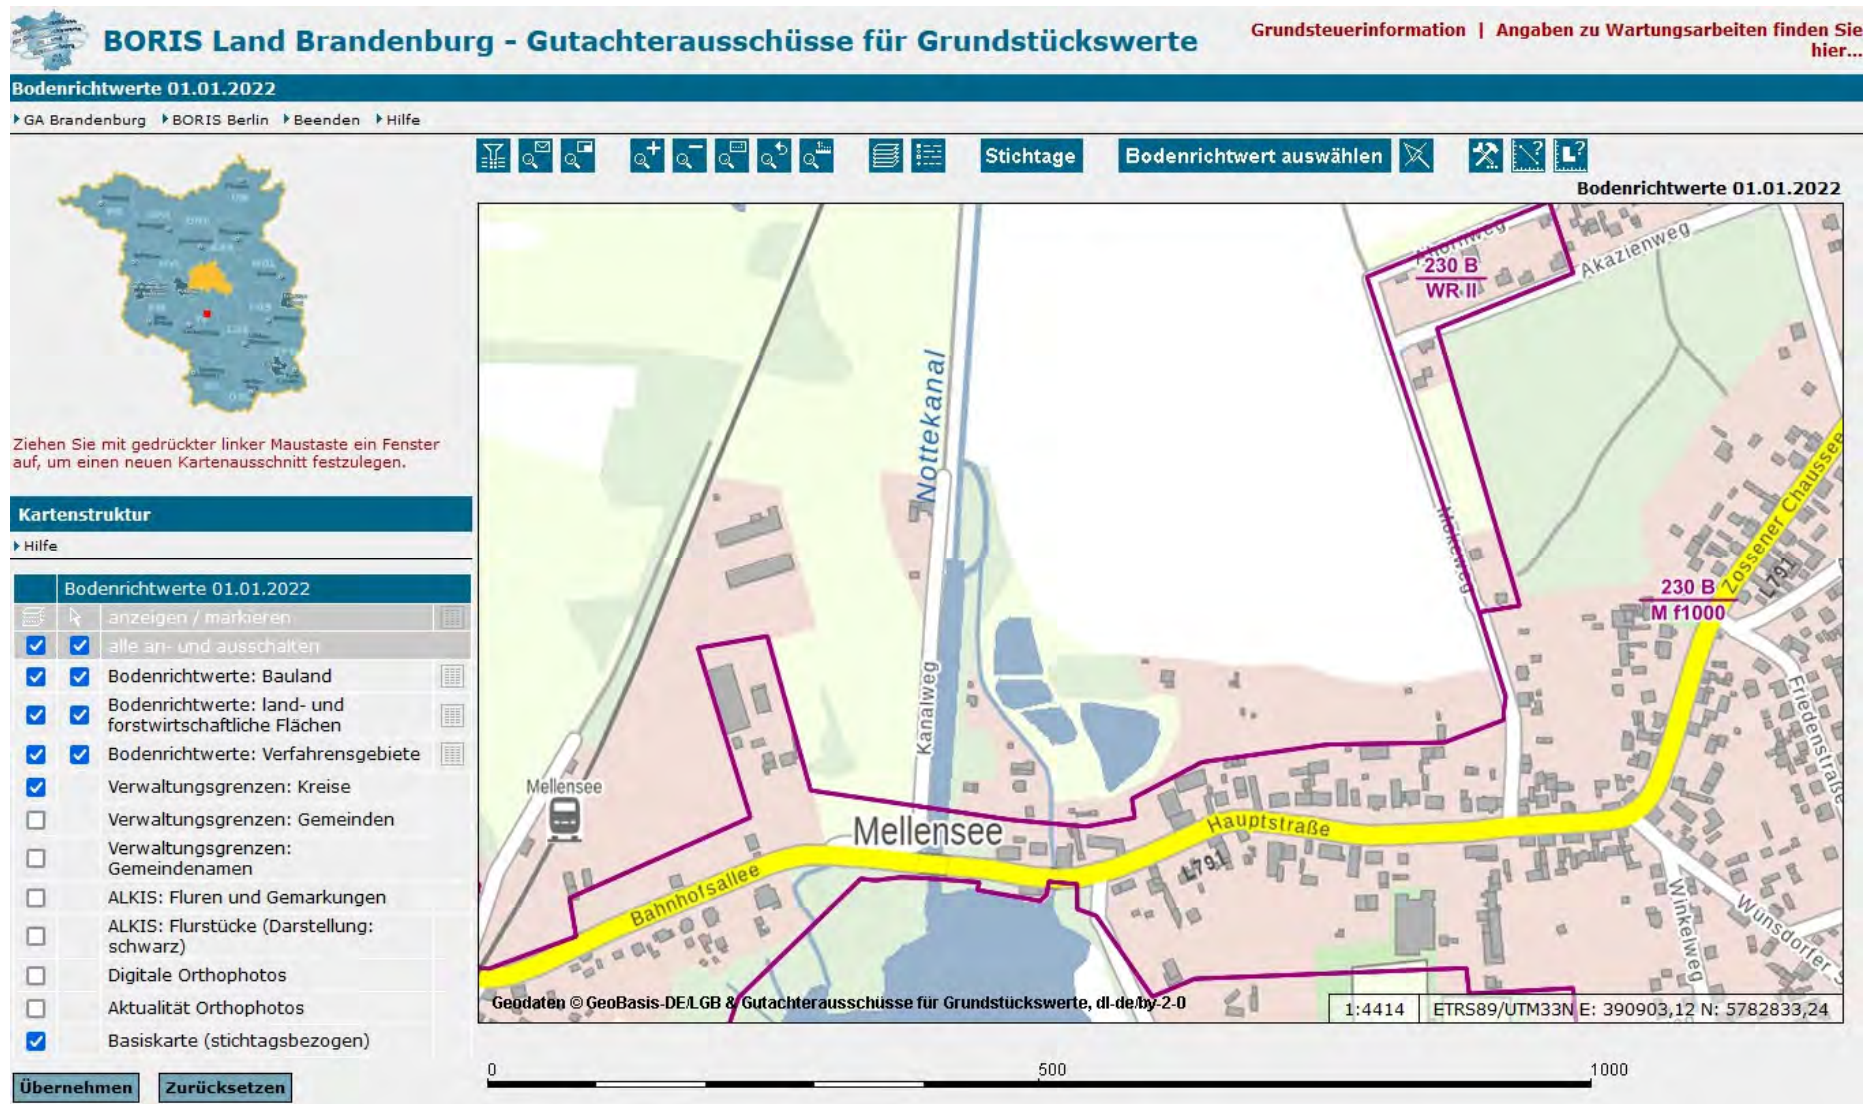 BORIS Land Brandenburg - Gutachterausschüsse für Grundstückswerte
Grundsteuerinformation | Angaben zu Wartungsarbeiten finden Sie
hier...
Bodenrichtwerte 01.01.2022
GA Brandenburg BORIS Berlin Beenden Hilfe
Stichtage
Bodenrichtwert auswählen
Bodenrichtwerte 01.01.2022
Ziehen Sie mit gedrückter linker Maustaste ein Fenster
auf, um einen neuen Kartenausschnitt festzulegen.
Kartenstruktur
Hilfe
Bodenrichtwerte 01.01.2022
anzeigen / markieren
alle an- und ausschalten
Bodenrichtwerte: Bauland
Bodenrichtwerte: land- und
forstwirtschaftliche Flächen
Bodenrichtwerte: Verfahrensgebiete
Verwaltungsgrenzen: Kreise
Verwaltungsgrenzen: Gemeinden
Verwaltungsgrenzen:
Gemeindenamen
ALKIS: Fluren und Gemarkungen
ALKIS: Flurstücke (Darstellung:
schwarz)
Digitale Orthophotos
Aktualität Orthophotos
Basiskarte (stichtagsbezogen)
Übernehmen Zurücksetzen
Ahornweg
230 B
WR II
Akazienweg
Nottekanal
Mökeweg
Zossener Chaussee
L791
230 B
M f1000
Friedenstraße
Kanalweg
Mellensee
Mellensee
Hauptstraße
L791
Bahnhofsallee
Winkelweg
Wünsdorfer S
Geodaten © GeoBasis-DE/LGB & Gutachterausschüsse für Grundstückswerte, dl-de/by-2-0
1:4414
ETRS89/UTM33N E: 390903,12 N: 5782833,24
0 500 1000